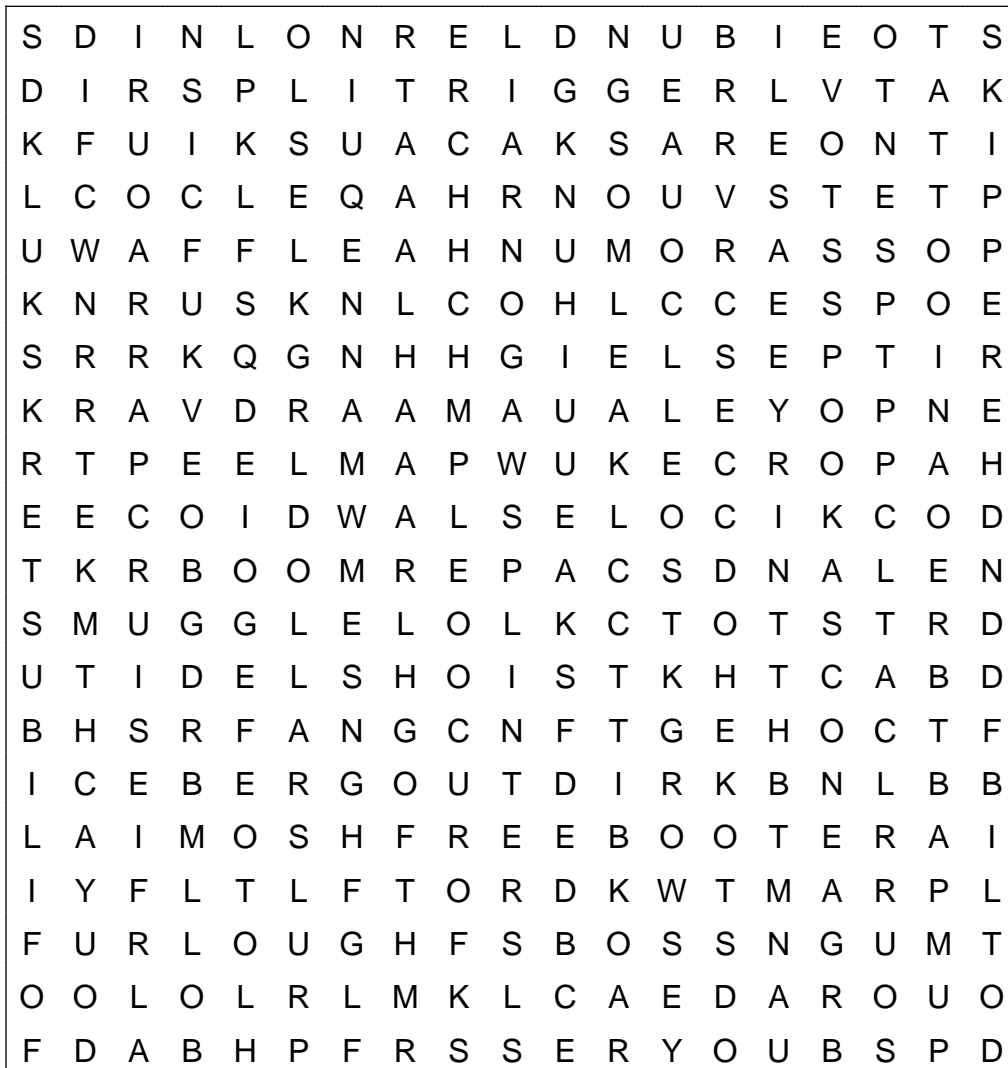 S D I N L O N R E L D N U B I E O T S
D I R S P L I T R I G G E R L V T A K
K F U I K S U A C A K S A R E O N T I
L C O C L E Q A H R N O U V S T E T P
U W A F F L E A H N U M O R A S S O P
K N R U S K N L C O H L C C E S P O E
S R R K Q G N H H G I E L S E P T I R
K R A V D R A A M A U A L E Y O P N E
R T P E E L M A P W U K E C R O P A H
E E C O I D W A L S E L O C I K C O D
T K R B O O M R E P A C S D N A L E N
S M U G G L E L O L K C T O T S T R D
U T I D E L S H O I S T K H T C A B D
B H S R F A N G C N F T G E H O C T F
I C E B E R G O U T D I R K B N L B B
L A I M O S H F R E E B O O T E R A I
I Y F L T L F T O R D K W T M A R P L
F U R L O U G H F S B O S S N G U M T
O O L O L R L M K L C A E D A R O U O
F D A B H P F R S S E R Y O U B S P D